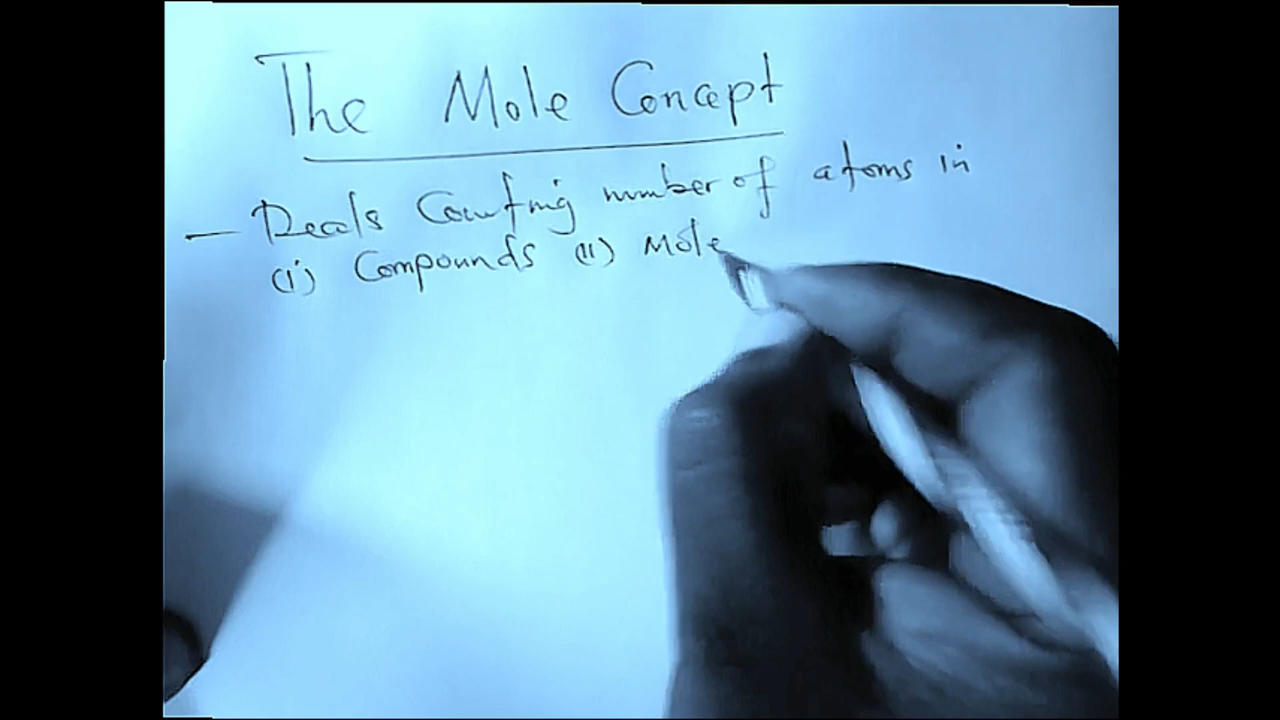 The Mole Concept
— Deals Counting number of atoms in
(i) Compounds (ii) Mole